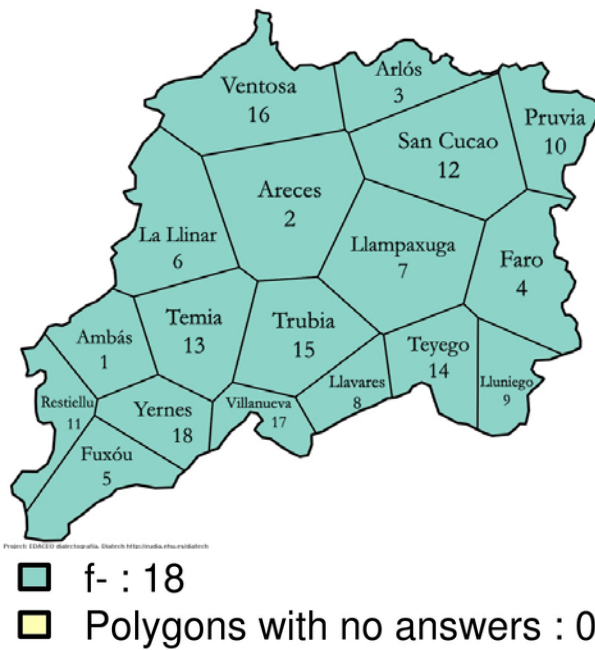 Ventosa
16
Arlós
3
Pruvia
10
San Cucao
12
Areces
2
La Llinar
6
Llampaxuga
7
Faro
4
Ambás
1
Temia
13
Trubia
15
Teyego
14
Llavares
8
Lluniego
9
Restiellu
11
Yernes
18
Villanueva
17
Fuxóu
5
Project: EDACEO dialectografía. Diatech http://eudia.ehu.es/diatech
f- : 18
Polygons with no answers : 0